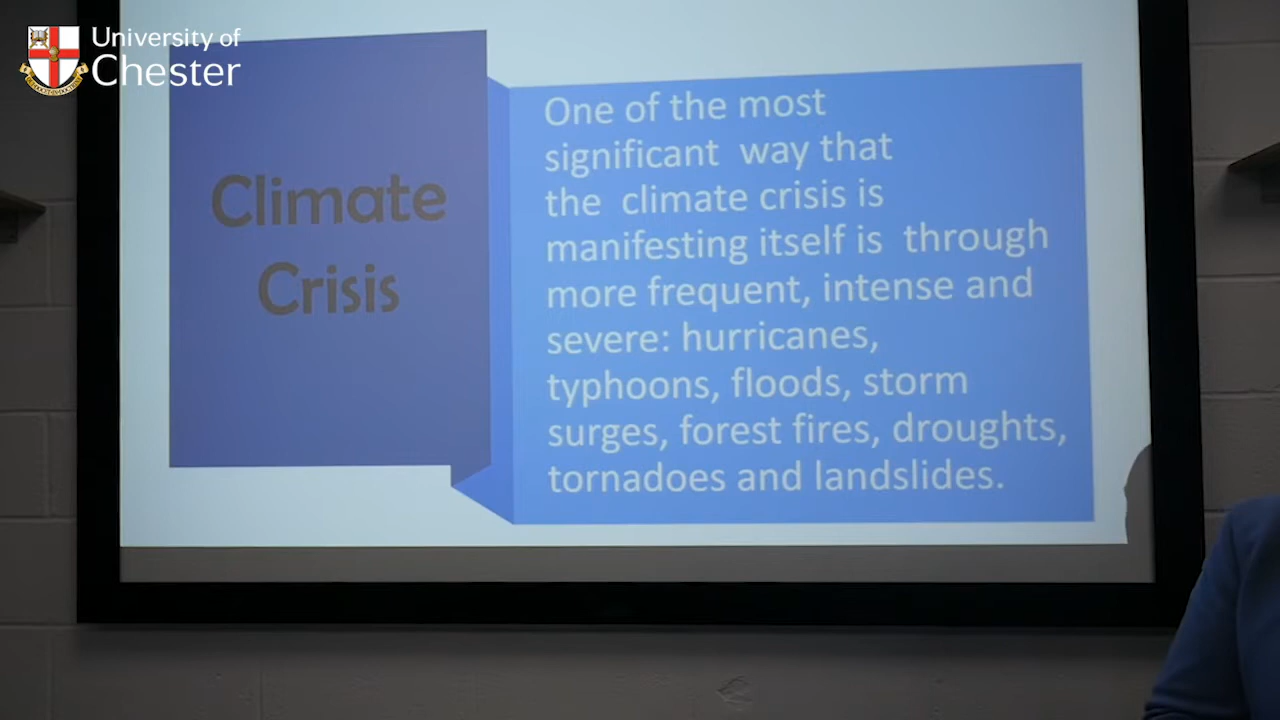 University of
Chester
Climate
Crisis
One of the most
significant way that
the climate crisis is
manifesting itself is through
more frequent, intense and
severe: hurricanes,
typhoons, floods, storm
surges, forest fires, droughts,
tornadoes and landslides.